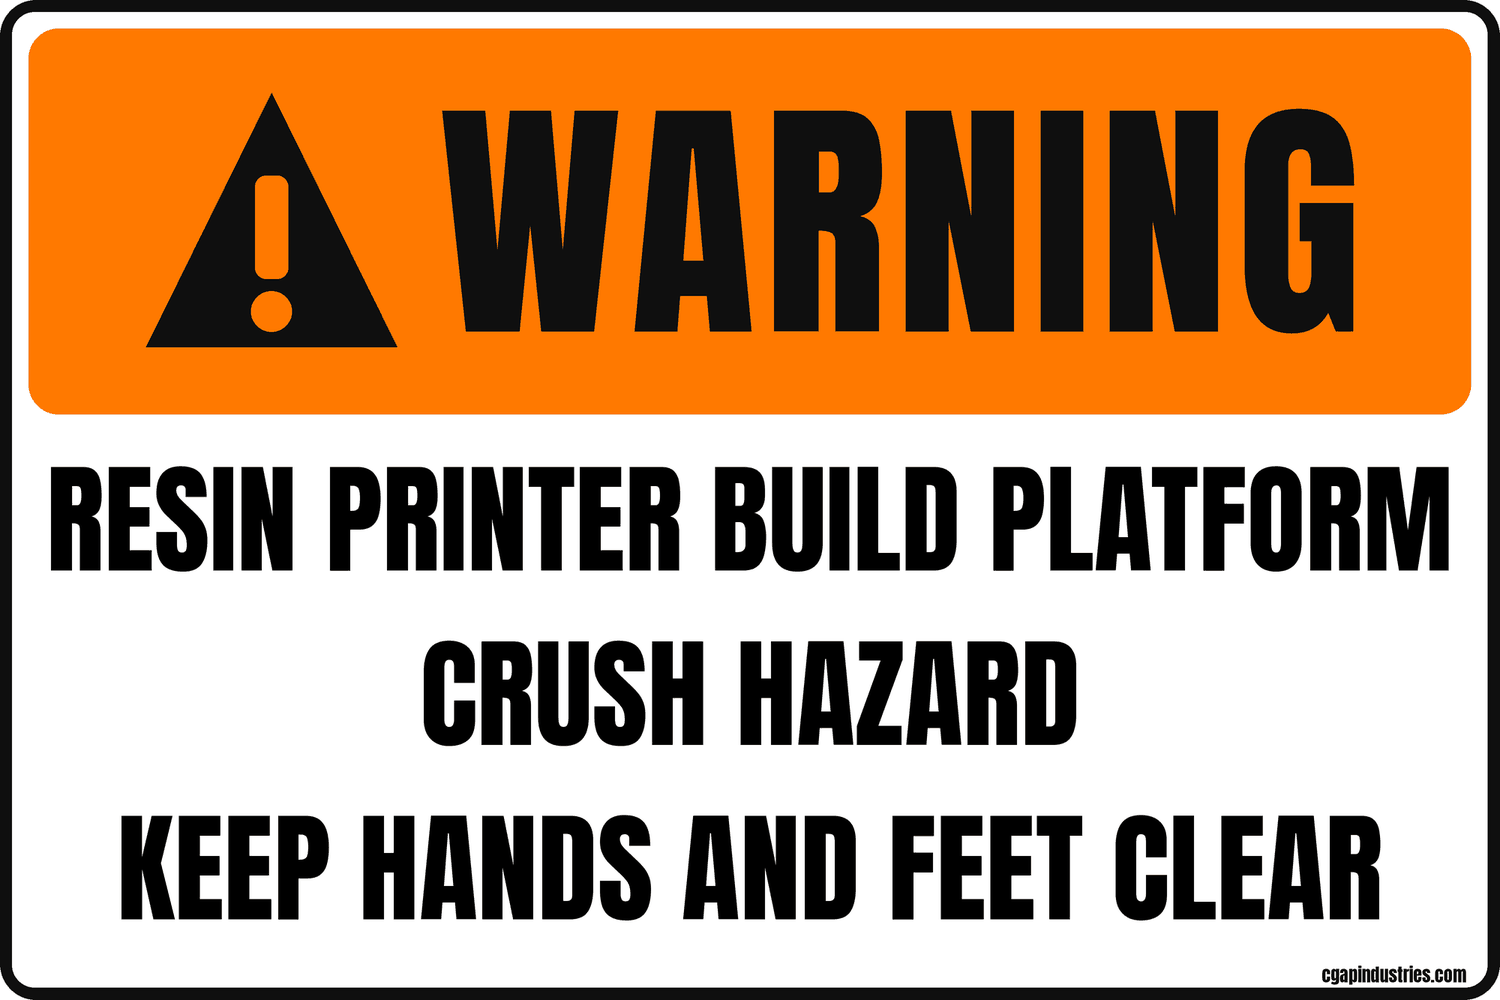 WARNING
RESIN PRINTER BUILD PLATFORM
CRUSH HAZARD
KEEP HANDS AND FEET CLEAR
cgapindustries.com